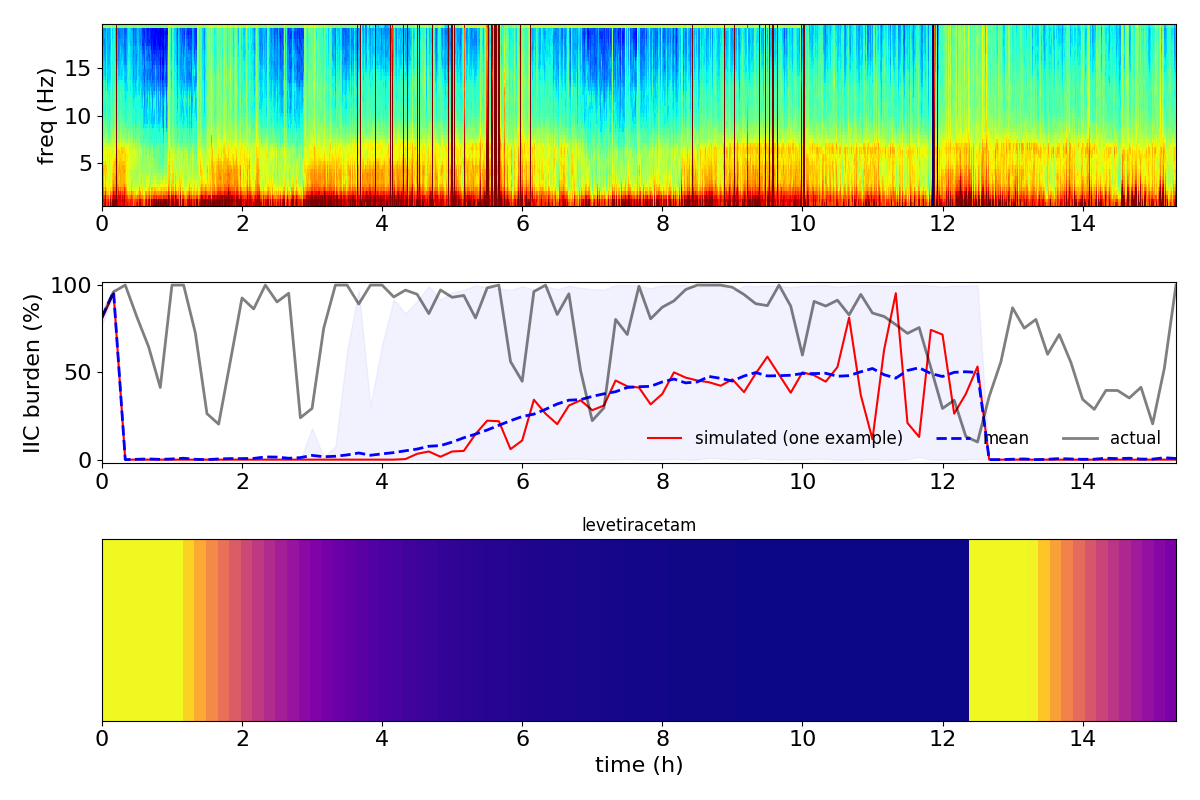 freq (Hz)
15
10
5
0 2 4 6 8 10 12 14
IIC burden (%)
100
50
0
simulated (one example) mean actual
0 2 4 6 8 10 12 14
levetiracetam
0 2 4 6 8 10 12 14
time (h)